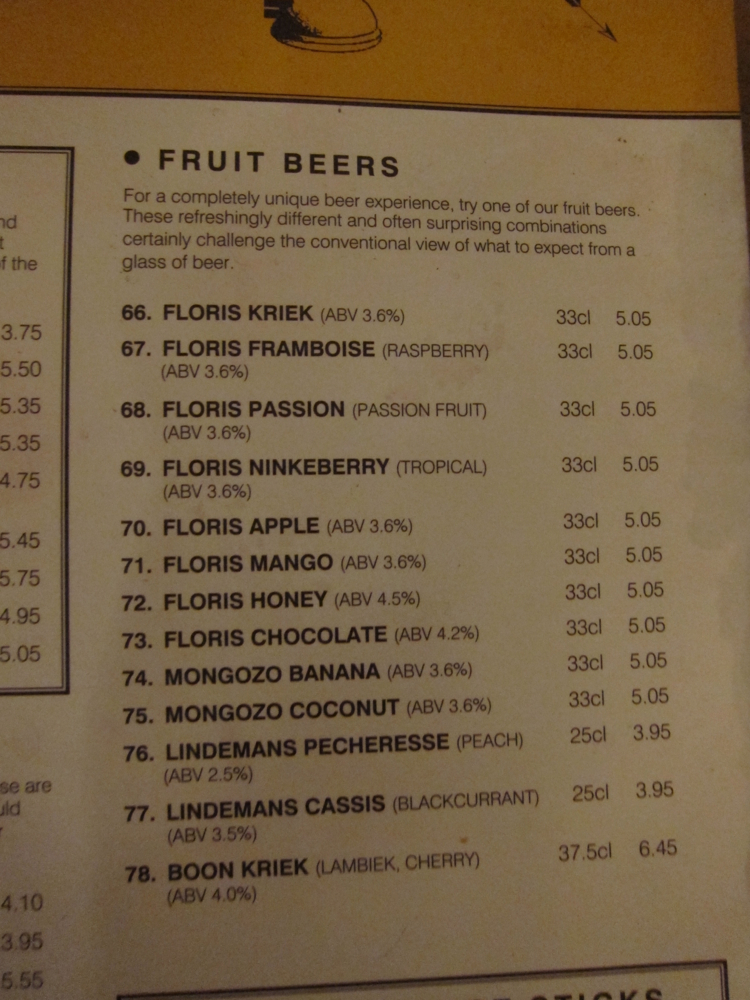 nd
t
f the
3.75
5.50
5.35
5.35
4.75
5.45
5.75
4.95
5.05
se are
uld
r
4.10
3.95
5.55
• FRUIT BEERS
For a completely unique beer experience, try one of our fruit beers.
These refreshingly different and often surprising combinations
certainly challenge the conventional view of what to expect from a
glass of beer.
66. FLORIS KRIEK (ABV 3.6%) 33cl 5.05
67. FLORIS FRAMBOISE (RASPBERRY) 33cl 5.05
(ABV 3.6%)
68. FLORIS PASSION (PASSION FRUIT) 33cl 5.05
(ABV 3.6%)
69. FLORIS NINKEBERRY (TROPICAL) 33cl 5.05
(ABV 3.6%)
70. FLORIS APPLE (ABV 3.6%) 33cl 5.05
71. FLORIS MANGO (ABV 3.6%) 33cl 5.05
72. FLORIS HONEY (ABV 4.5%) 33cl 5.05
73. FLORIS CHOCOLATE (ABV 4.2%) 33cl 5.05
74. MONGOZO BANANA (ABV 3.6%) 33cl 5.05
75. MONGOZO COCONUT (ABV 3.6%) 33cl 5.05
76. LINDEMANS PECHERESSE (PEACH) 25cl 3.95
(ABV 2.5%)
77. LINDEMANS CASSIS (BLACKCURRANT) 25cl 3.95
(ABV 3.5%)
78. BOON KRIEK (LAMBIEK, CHERRY) 37.5cl 6.45
(ABV 4.0%)
STICKS